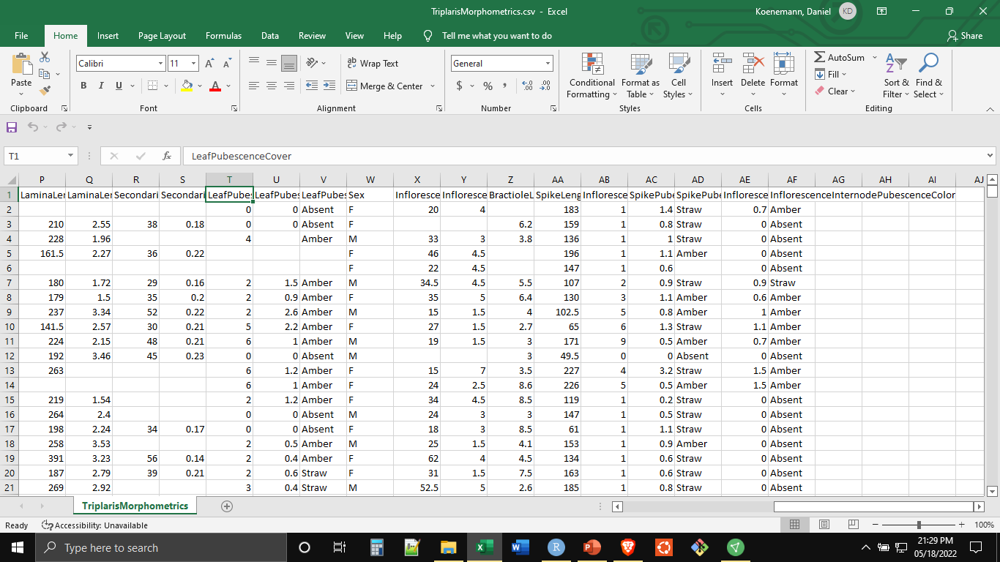 TriplarisMorphometrics.csv - Excel Koenemann, Daniel KD
File Home Insert Page Layout Formulas Data Review View Help Tell me what you want to do Share
Calibri 11 Wrap Text General AutoSum
Paste Conditional Formatting Format as Table Cell Styles Insert Delete Format Fill Sort & Filter Find & Select
B I U Merge & Center $ % , Clear
Clipboard Font Alignment Number Styles Cells Editing
T1 fx LeafPubescenceCover
P Q R S T U V W X Y Z AA AB AC AD AE AF AG AH AI AJ
1 LaminaLer LaminaLer Secondari Secondari LeafPubes LeafPubes LeafPubes Sex Infloresce Infloresce BractioleL SpikeLeng Infloresce SpikePube SpikePube Infloresce InflorescenceInternodePubescenceColor
2 0 0 Absent F 20 4 183 1 1.4 Straw 0.7 Amber
3 210 2.55 38 0.18 0 0 Absent F 6.2 159 1 0.8 Straw 0 Absent
4 228 1.96 4 Amber M 33 3 3.8 136 1 1 Straw 0 Absent
5 161.5 2.27 36 0.22 F 46 4.5 196 1 1.1 Amber 0 Absent
6 F 22 4.5 147 1 0.6 0 Absent
7 180 1.72 29 0.16 2 1.5 Amber M 34.5 4.5 5.5 107 2 0.9 Straw 0.9 Straw
8 179 1.5 35 0.2 2 0.9 Amber F 35 5 6.4 130 3 1.1 Amber 0.6 Amber
9 237 3.34 52 0.22 2 2.6 Amber M 15 1.5 4 102.5 5 0.8 Amber 1 Amber
10 141.5 2.57 30 0.21 5 2.2 Amber F 27 1.5 2.7 65 6 1.3 Straw 1.1 Amber
11 224 2.15 48 0.21 6 1 Amber M 19 1.5 3 171 9 0.5 Amber 0.7 Amber
12 192 3.46 45 0.23 0 0 Absent M 3 49.5 0 0 Absent 0 Absent
13 263 6 1.2 Amber F 15 7 3.5 227 4 3.2 Straw 1.5 Amber
14 6 1 Amber F 24 2.5 8.6 226 5 0.5 Amber 1.5 Amber
15 219 1.54 2 1.2 Amber F 34 4.5 8.5 119 1 0.2 Straw 0 Absent
16 264 2.4 0 0 Absent M 24 3 3 147 1 0.5 Straw 0 Absent
17 198 2.24 34 0.17 0 0 Absent F 18 3 8.5 61 1 1.1 Straw 0 Absent
18 258 3.53 2 0.5 Amber M 25 1.5 4.1 153 1 0.9 Amber 0 Absent
19 391 3.23 56 0.14 2 0.4 Amber F 62 4 4.5 134 1 0.6 Straw 0 Absent
20 187 2.79 39 0.21 2 0.6 Straw F 31 1.5 7.5 163 1 0.6 Straw 0 Absent
21 269 2.92 3 0.4 Straw M 52.5 5 2.6 185 1 0.8 Straw 0 Absent
TriplarisMorphometrics
Ready Accessibility: Unavailable 100%
Type here to search 21:29 PM
05/18/2022